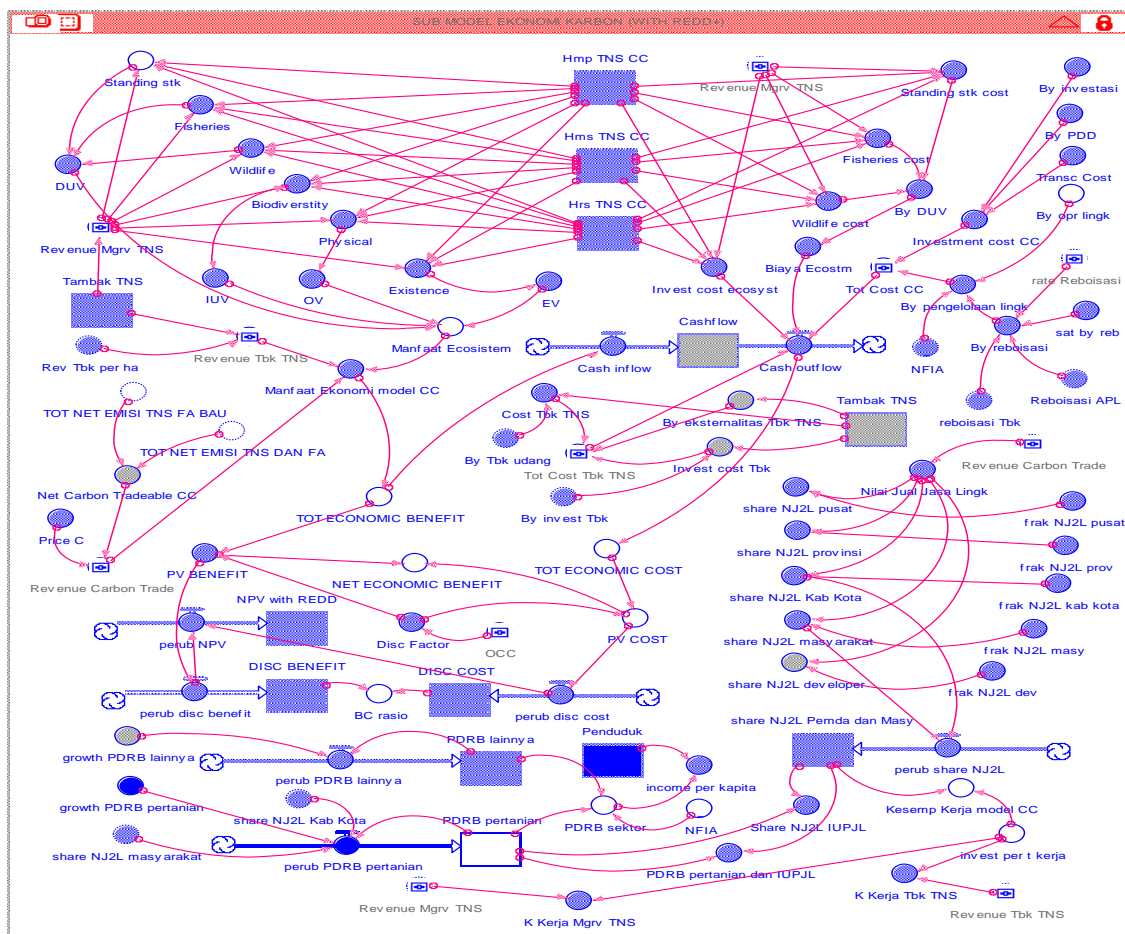 SUB MODEL EKONOMI KARBON (WITH REDD+)
Hmp TNS CC
Standing stk
Revenue Mgrv TNS
Standing stk cost
By investasi
Fisheries
By PDD
Hms TNS CC
Fisheries cost
DUV
Wildlife
Transc Cost
Biodiverstity
Hrs TNS CC
Wildlife cost
By DUV
By opr lingk
Revenue Mgrv TNS
Physical
Investment cost CC
Tambak TNS
IUV
OV
Existence
EV
Invest cost ecosyst
Biaya Ecostm
Tot Cost CC
rate Reboisasi
By pengelolaan lingk
Cashflow
sat by reb
Rev Tbk per ha
Revenue Tbk TNS
Manfaat Ecosistem
Cash inflow
Cash outflow
NFIA
By reboisasi
Manfaat Ekonomi model CC
Reboisasi APL
TOT NET EMISI TNS FA BAU
Cost Tbk TNS
By eksternalitas Tbk TNS
Tambak TNS
reboisasi Tbk
TOT NET EMISI TNS DAN FA
By Tbk udang
Tot Cost Tbk TNS
Invest cost Tbk
Revenue Carbon Trade
Net Carbon Tradeable CC
Nilai Jual Jasa Lingk
TOT ECONOMIC BENEFIT
By invest Tbk
share NJ2L pusat
frak NJ2L pusat
Price C
share NJ2L provinsi
frak NJ2L prov
Revenue Carbon Trade
PV BENEFIT
NET ECONOMIC BENEFIT
TOT ECONOMIC COST
share NJ2L Kab Kota
frak NJ2L kab kota
NPV with REDD
perub NPV
Disc Factor
OCC
PV COST
share NJ2L masyarakat
frak NJ2L masy
DISC BENEFIT
DISC COST
share NJ2L developer
frak NJ2L dev
perub disc benefit
BC rasio
perub disc cost
share NJ2L Pemda dan Masy
Penduduk
growth PDRB lainnya
PDRB lainnya
perub PDRB lainnya
income per kapita
perub share NJ2L
growth PDRB pertanian
share NJ2L Kab Kota
PDRB pertanian
PDRB sektor
NFIA
Share NJ2L IUPJL
Kesemp Kerja model CC
share NJ2L masyarakat
perub PDRB pertanian
PDRB pertanian dan IUPJL
invest per t kerja
Revenue Mgrv TNS
K Kerja Mgrv TNS
K Kerja Tbk TNS
Revenue Tbk TNS